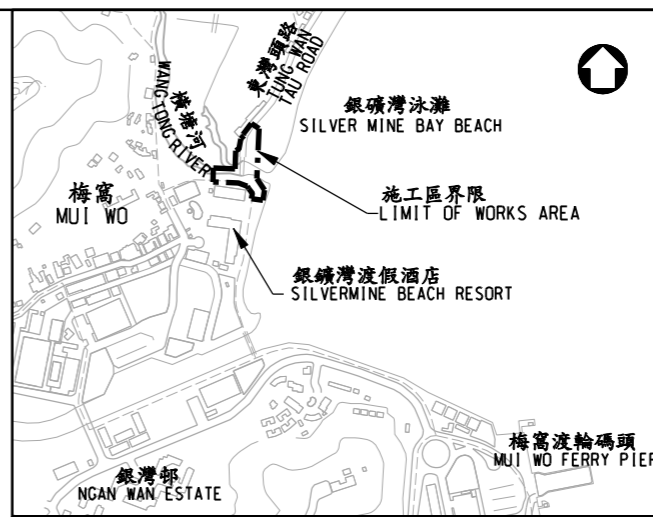 東灣頭路
TUNG WAN
TAU ROAD
橫塘河
WANG TONG RIVER
銀礦灣泳灘
SILVER MINE BAY BEACH
梅窩
MUI WO
施工區界限
LIMIT OF WORKS AREA
銀鑛灣渡假酒店
SILVERMINE BEACH RESORT
梅窩渡輪碼頭
MUI WO FERRY PIER
銀灣邨
NGAN WAN ESTATE